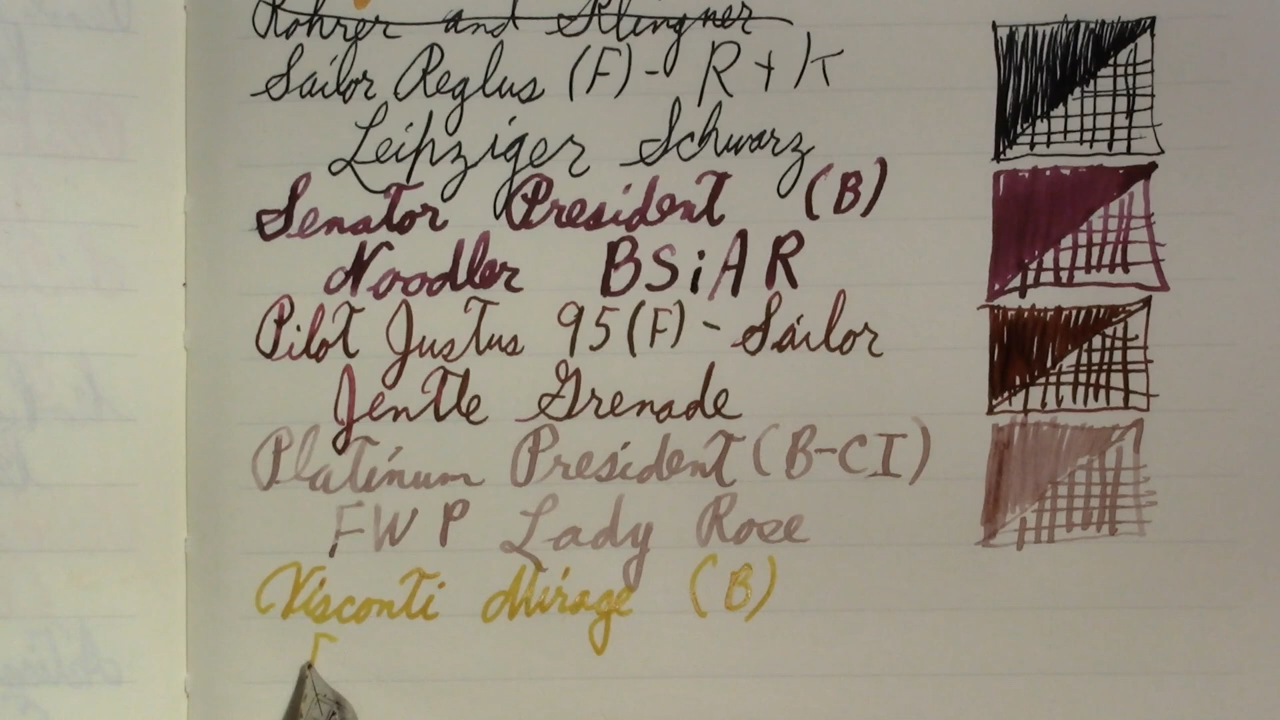 Rohrer and Klingner
Sailor Reglus (F) - R + K
Leipziger Schwarz
Senator President (B)
Noodler BSiAR
Pilot Justus 95 (F) - Sailor
Jentle Grenade
Platinum President (B-CI)
FWP Lady Rose
Visconti Mirage (B)